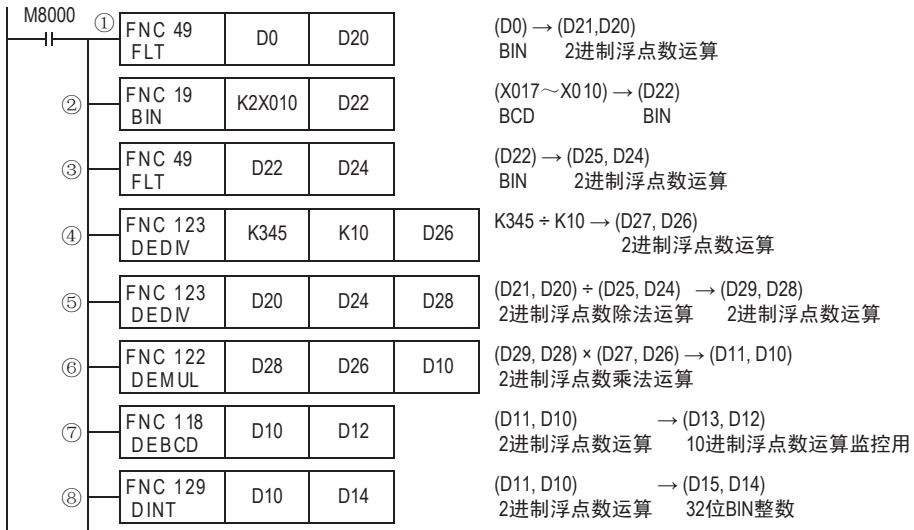 M8000
① FNC 49 D0 D20 (D0) → (D21,D20)
FLT BIN 2进制浮点数运算
② FNC 19 K2X010 D22 (X017～X010) → (D22)
BIN BCD BIN
③ FNC 49 D22 D24 (D22) → (D25, D24)
FLT BIN 2进制浮点数运算
④ FNC 123 K345 K10 D26 K345 ÷ K10 → (D27, D26)
DEDIV 2进制浮点数运算
⑤ FNC 123 D20 D24 D28 (D21, D20) ÷ (D25, D24) → (D29, D28)
DEDIV 2进制浮点数除法运算 2进制浮点数运算
⑥ FNC 122 D28 D26 D10 (D29, D28) × (D27, D26) → (D11, D10)
DEMUL 2进制浮点数乘法运算
⑦ FNC 118 D10 D12 (D11, D10) → (D13, D12)
DEBCD 2进制浮点数运算 10进制浮点数运算监控用
⑧ FNC 129 D10 D14 (D11, D10) → (D15, D14)
DINT 2进制浮点数运算 32位BIN整数